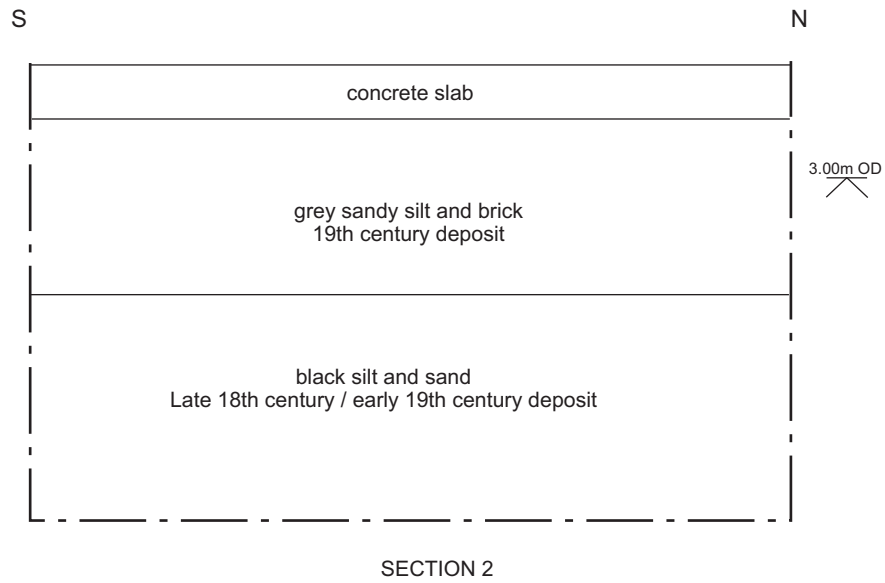 S
N
concrete slab
3.00m OD
grey sandy silt and brick
19th century deposit
black silt and sand
Late 18th century / early 19th century deposit
SECTION 2